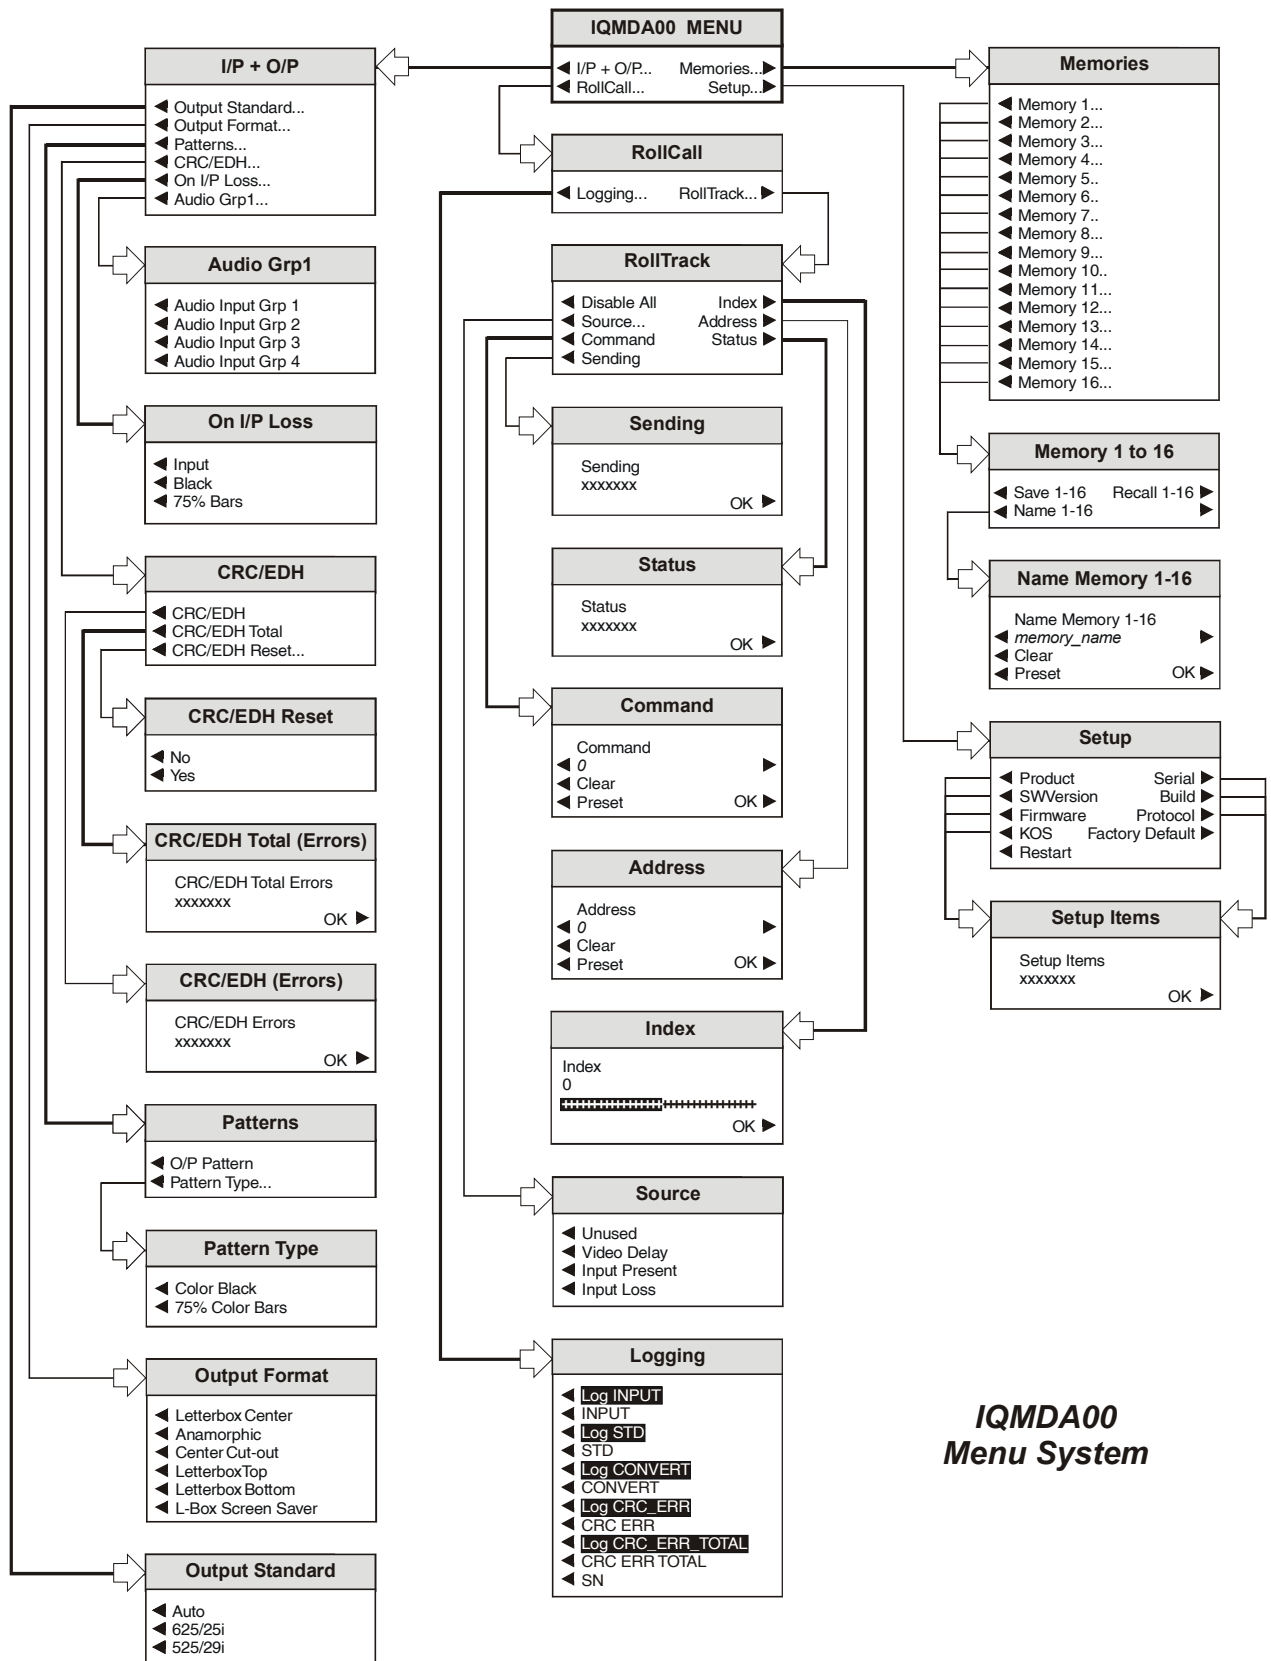 IQMDA00 MENU
I/P + O/P... Memories...
RollCall... Setup...
I/P + O/P
Output Standard...
Output Format...
Patterns...
CRC/EDH...
On I/P Loss...
Audio Grp1...
Audio Grp1
Audio Input Grp 1
Audio Input Grp 2
Audio Input Grp 3
Audio Input Grp 4
On I/P Loss
Input
Black
75% Bars
CRC/EDH
CRC/EDH
CRC/EDH Total
CRC/EDH Reset...
CRC/EDH Reset
No
Yes
CRC/EDH Total (Errors)
CRC/EDH Total Errors
xxxxxxx
OK
CRC/EDH (Errors)
CRC/EDH Errors
xxxxxxx
OK
Patterns
O/P Pattern
Pattern Type...
Pattern Type
Color Black
75% Color Bars
Output Format
Letterbox Center
Anamorphic
Center Cut-out
Letterbox Top
Letterbox Bottom
L-Box Screen Saver
Output Standard
Auto
625/25i
525/29i
RollCall
Logging... RollTrack...
RollTrack
Disable All Index
Source... Address
Command Status
Sending
Sending
Sending
xxxxxxx
OK
Status
Status
xxxxxxx
OK
Command
Command
0
Clear
Preset OK
Address
Address
0
Clear
Preset OK
Index
Index
0
OK
Source
Unused
Video Delay
Input Present
Input Loss
Logging
Log INPUT
INPUT
Log STD
STD
Log CONVERT
CONVERT
Log CRC_ERR
CRC ERR
Log CRC_ERR_TOTAL
CRC ERR TOTAL
SN
Memories
Memory 1...
Memory 2...
Memory 3...
Memory 4...
Memory 5..
Memory 6..
Memory 7..
Memory 8...
Memory 9...
Memory 10..
Memory 11...
Memory 12...
Memory 13...
Memory 14...
Memory 15...
Memory 16...
Memory 1 to 16
Save 1-16 Recall 1-16
Name 1-16
Name Memory 1-16
Name Memory 1-16
memory_name
Clear
Preset OK
Setup
Product Serial
SWVersion Build
Firmware Protocol
KOS Factory Default
Restart
Setup Items
Setup Items
xxxxxxx
OK
IQMDA00
Menu System